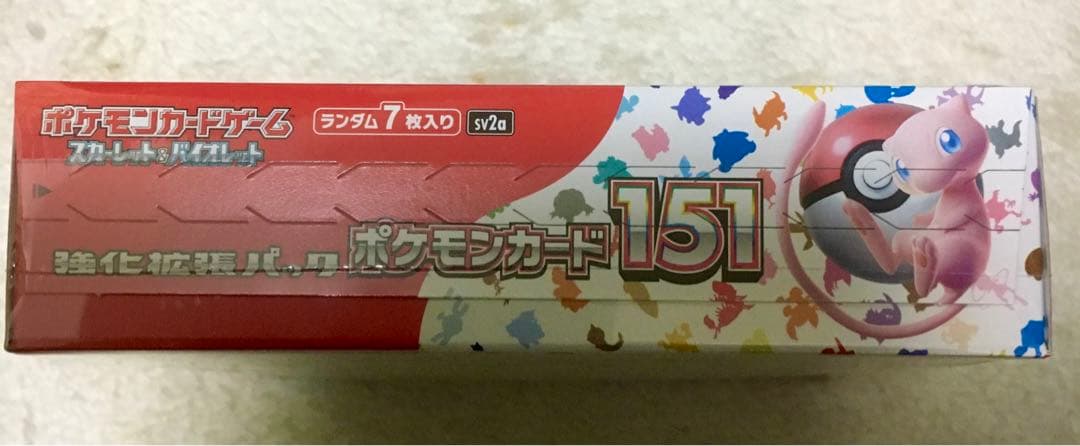 ポケモンカードゲーム
スカーレット&バイオレット
ランダム7枚入り
sv2a
強化拡張パック
ポケモンカード151